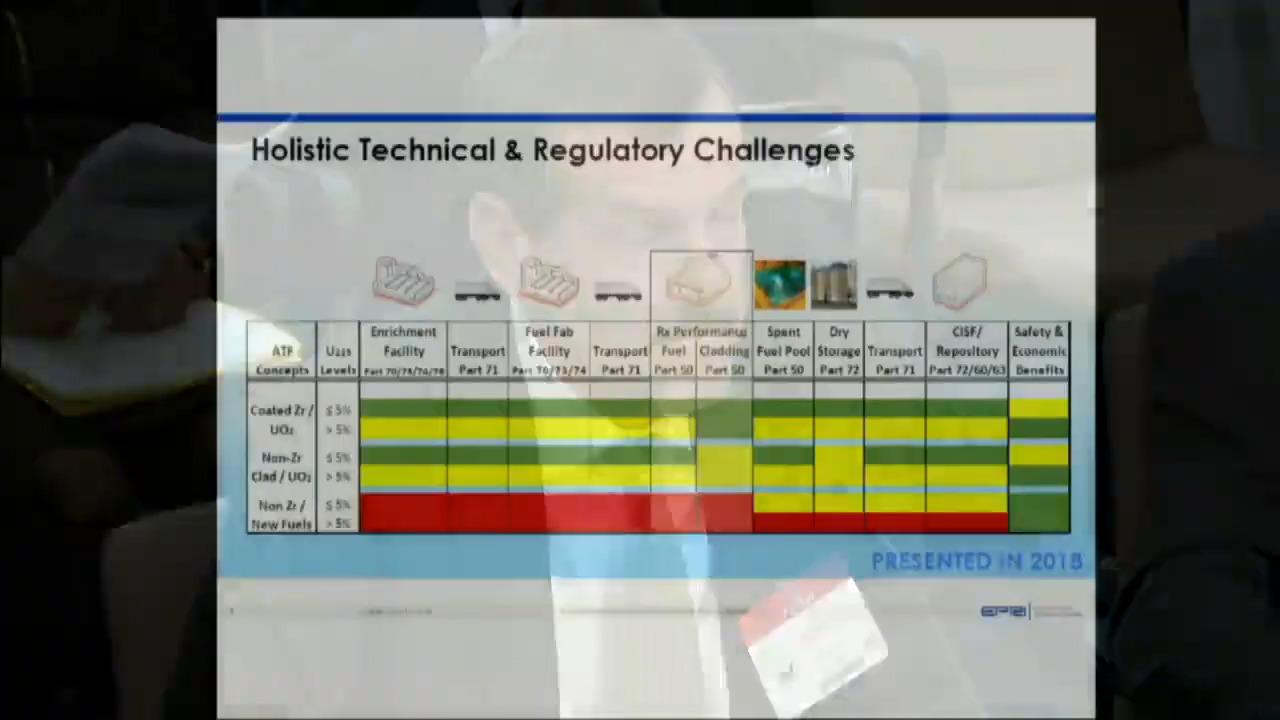 Holistic Technical & Regulatory Challenges
ATF Concepts
U₂₃₅ Levels
Enrichment Facility Part 70/73/74/76
Transport Part 71
Fuel Fab Facility Part 70/73/74
Transport Part 71
Rx Performance
Fuel Part 50
Cladding Part 50
Spent Fuel Pool Part 50
Dry Storage Part 72
Transport Part 71
CISF/ Repository Part 72/60/63
Safety & Economic Benefits
Coated Zr / UO₂
≤ 5%
> 5%
Non-Zr Clad / UO₂
≤ 5%
> 5%
Non Zr / New Fuels
≤ 5%
> 5%
PRESENTED IN 2018
EPRI